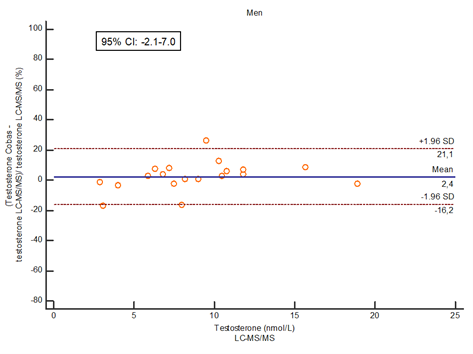 Men
95% CI: -2.1-7.0
(Testosterone Cobas -
testosterone LC-MS/MS)/ testosterone LC-MS/MS (%)
100
80
60
40
20
0
-20
-40
-60
-80
+1.96 SD
21,1
Mean
2,4
-1.96 SD
-16,2
0
5
10
15
20
25
Testosterone (nmol/L)
LC-MS/MS